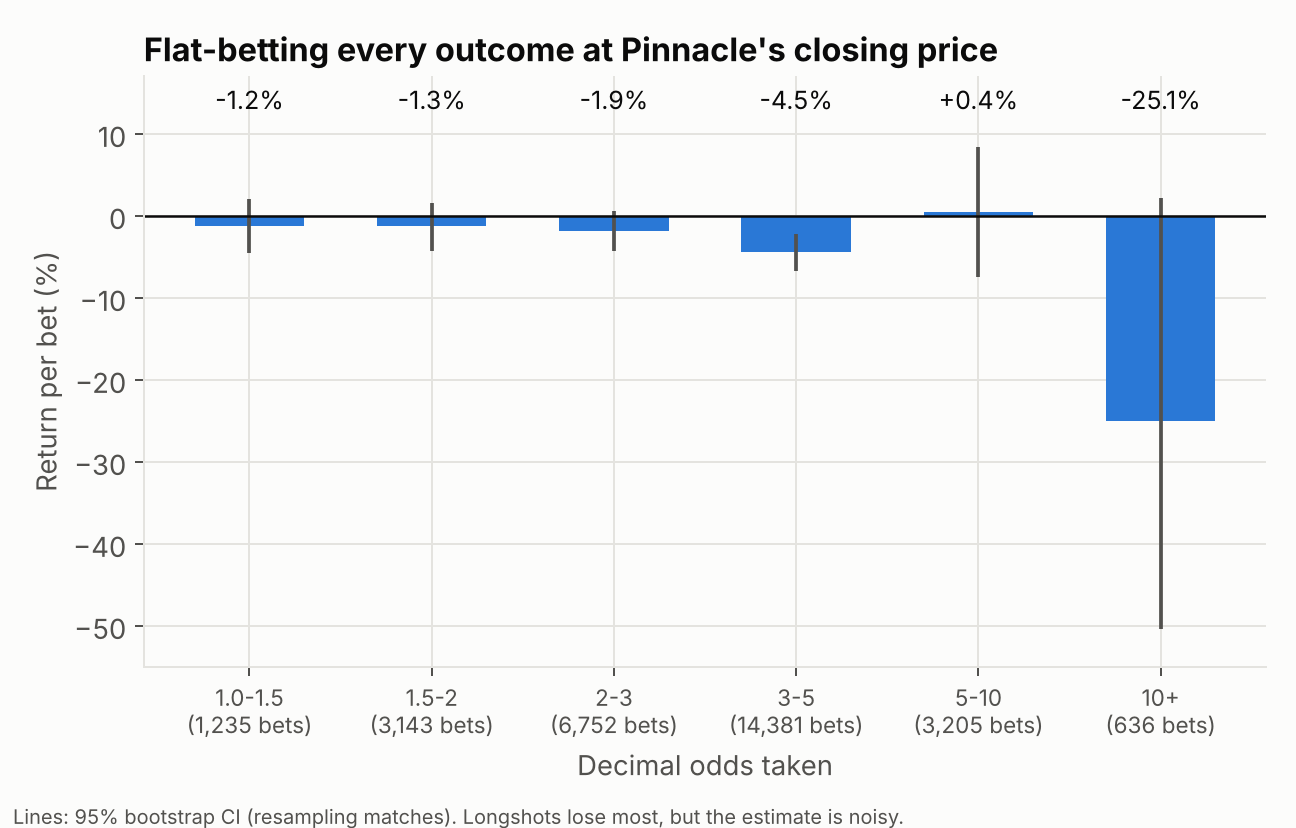 Flat-betting every outcome at Pinnacle's closing price
-1.2% -1.3% -1.9% -4.5% +0.4% -25.1%
10
0
−10
−20
−30
−40
−50
Return per bet (%)
1.0-1.5 1.5-2 2-3 3-5 5-10 10+
(1,235 bets) (3,143 bets) (6,752 bets) (14,381 bets) (3,205 bets) (636 bets)
Decimal odds taken
Lines: 95% bootstrap CI (resampling matches). Longshots lose most, but the estimate is noisy.